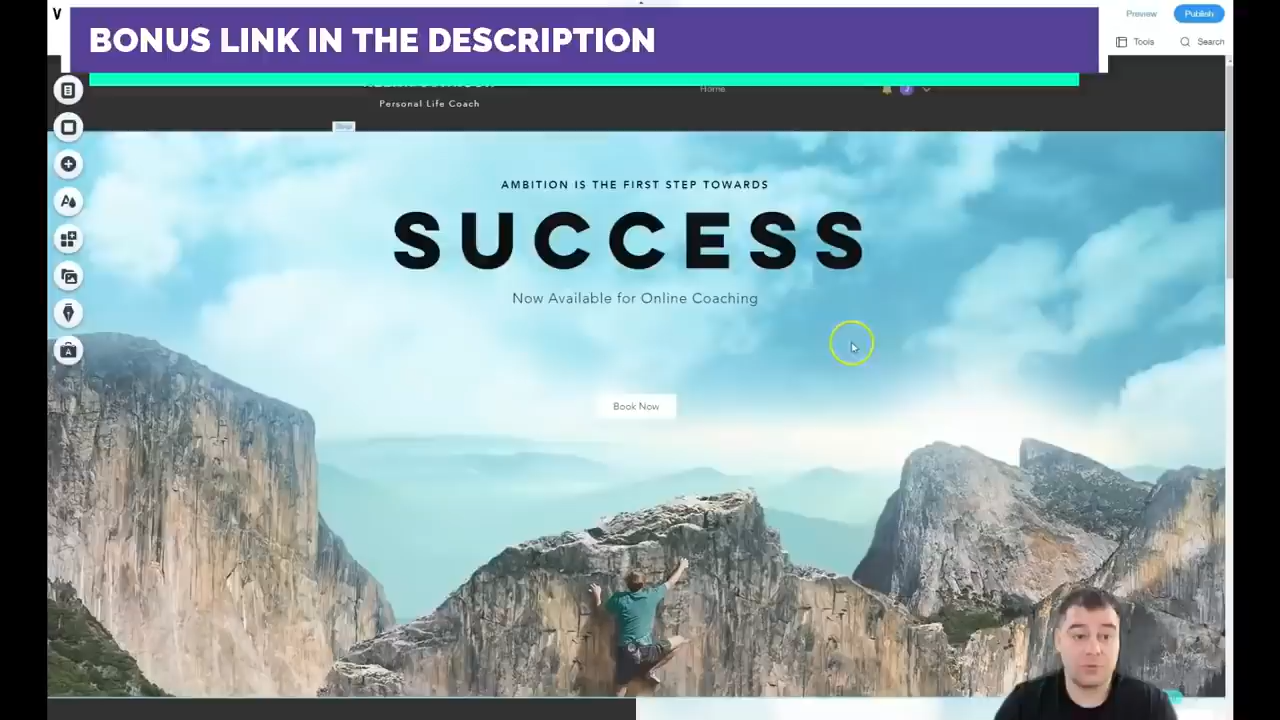 BONUS LINK IN THE DESCRIPTION
Preview
Publish
Tools
Search
Home
J
Personal Life Coach
AMBITION IS THE FIRST STEP TOWARDS
SUCCESS
Now Available for Online Coaching
Book Now